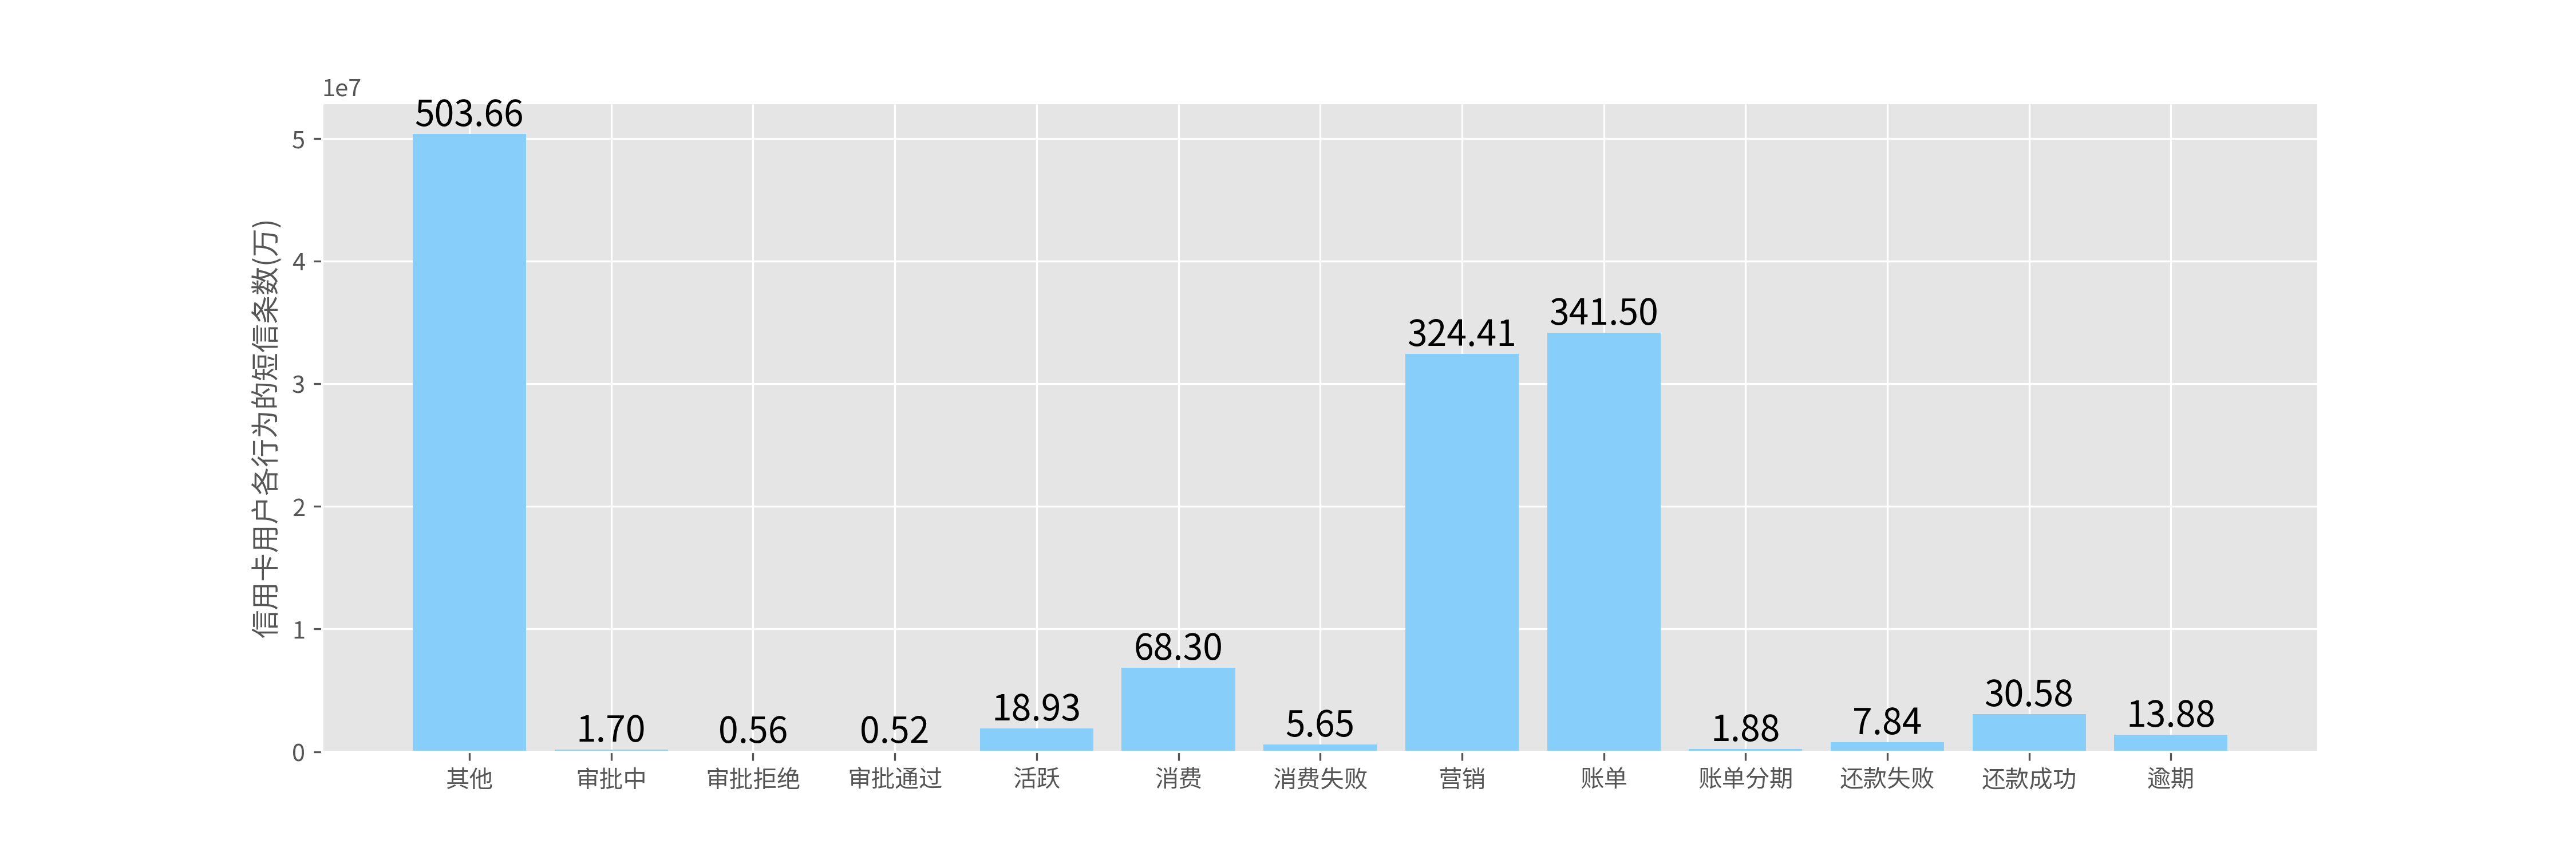 1e7
信用卡用户各行为的短信条数(万)
5
4
3
2
1
0
503.66
1.70
0.56
0.52
18.93
68.30
5.65
324.41
341.50
1.88
7.84
30.58
13.88
其他
审批中
审批拒绝
审批通过
活跃
消费
消费失败
营销
账单
账单分期
还款失败
还款成功
逾期